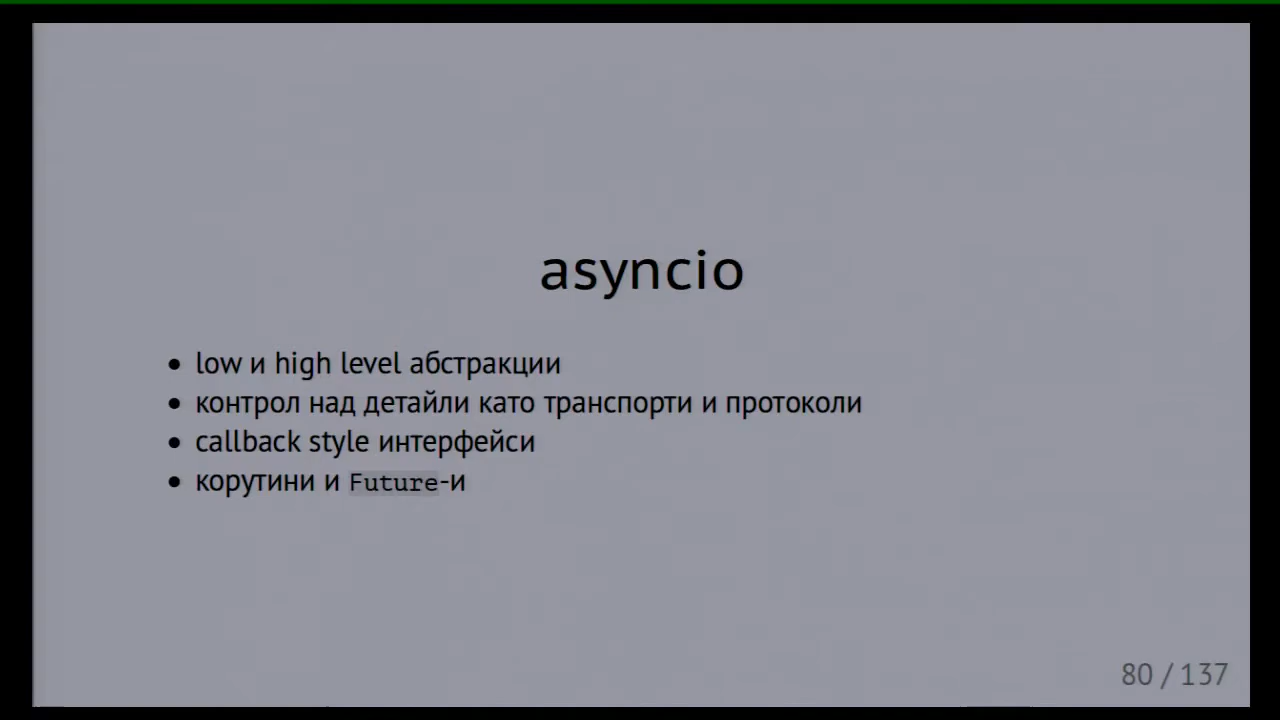 asyncio
low и high level абстракции
контрол над детайли като транспорти и протоколи
callback style интерфейси
корутини и Future-и
80 / 137